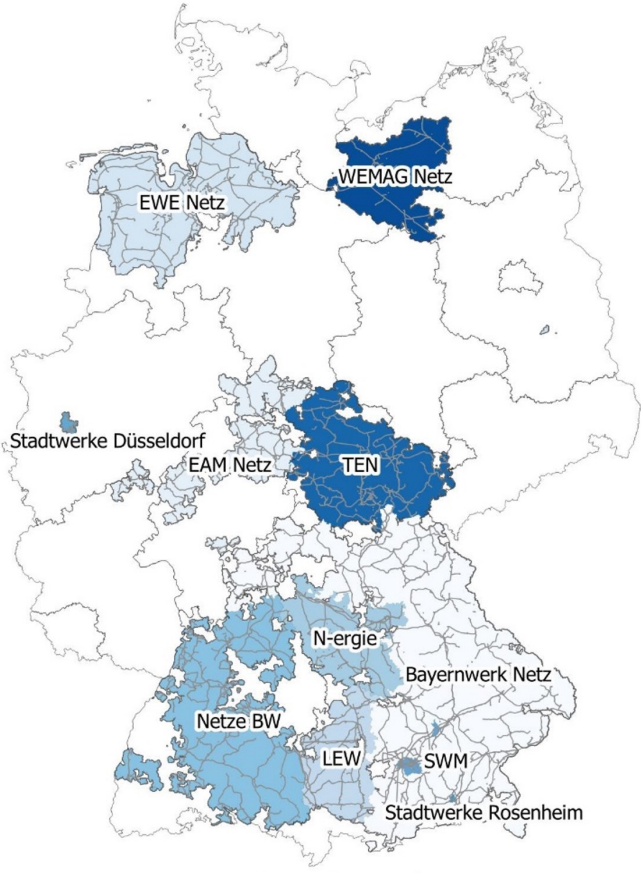 WEMAG Netz
EWE Netz
Stadtwerke Düsseldorf
EAM Netz
TEN
N-ergie
Bayernwerk Netz
Netze BW
LEW
SWM
Stadtwerke Rosenheim